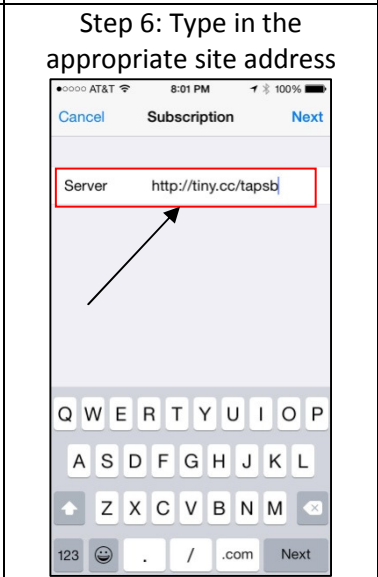 Step 6: Type in the
appropriate site address
AT&T 8:01 PM 100%
Cancel Subscription Next
Server http://tiny.cc/tapsb
Q W E R T Y U I O P
A S D F G H J K L
Z X C V B N M
123 . / .com Next